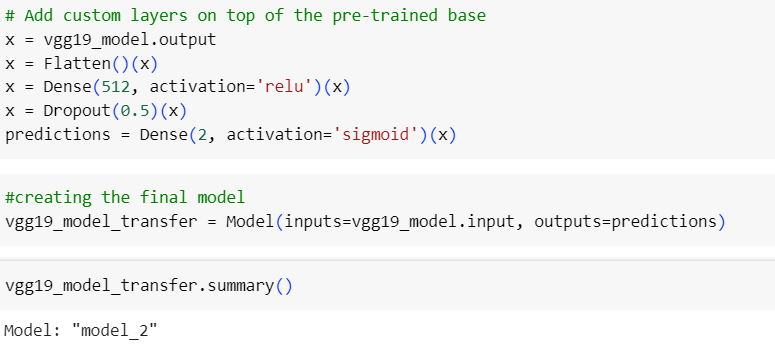 # Add custom layers on top of the pre-trained base
x = vgg19_model.output
x = Flatten()(x)
x = Dense(512, activation='relu')(x)
x = Dropout(0.5)(x)
predictions = Dense(2, activation='sigmoid')(x)
#creating the final model
vgg19_model_transfer = Model(inputs=vgg19_model.input, outputs=predictions)
vgg19_model_transfer.summary()
Model: "model_2"